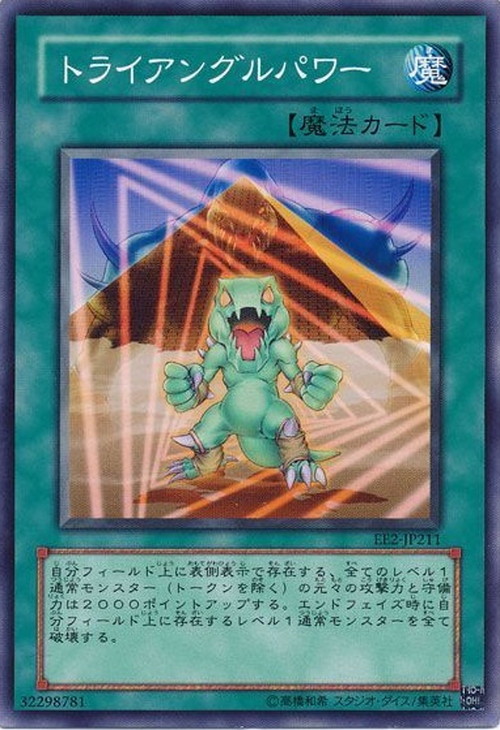 トライアングルパワー
魔
【魔法カード】
EE2-JP211
自分フィールド上に表側表示で存在する、全てのレベル1
通常モンスター（トークンを除く）の元々の攻撃力と守備
力は2000ポイントアップする。エンドフェイズ時に自
分フィールド上に存在するレベル1通常モンスターを全て
破壊する。
32298781
©高橋和希 スタジオ・ダイス/集英社